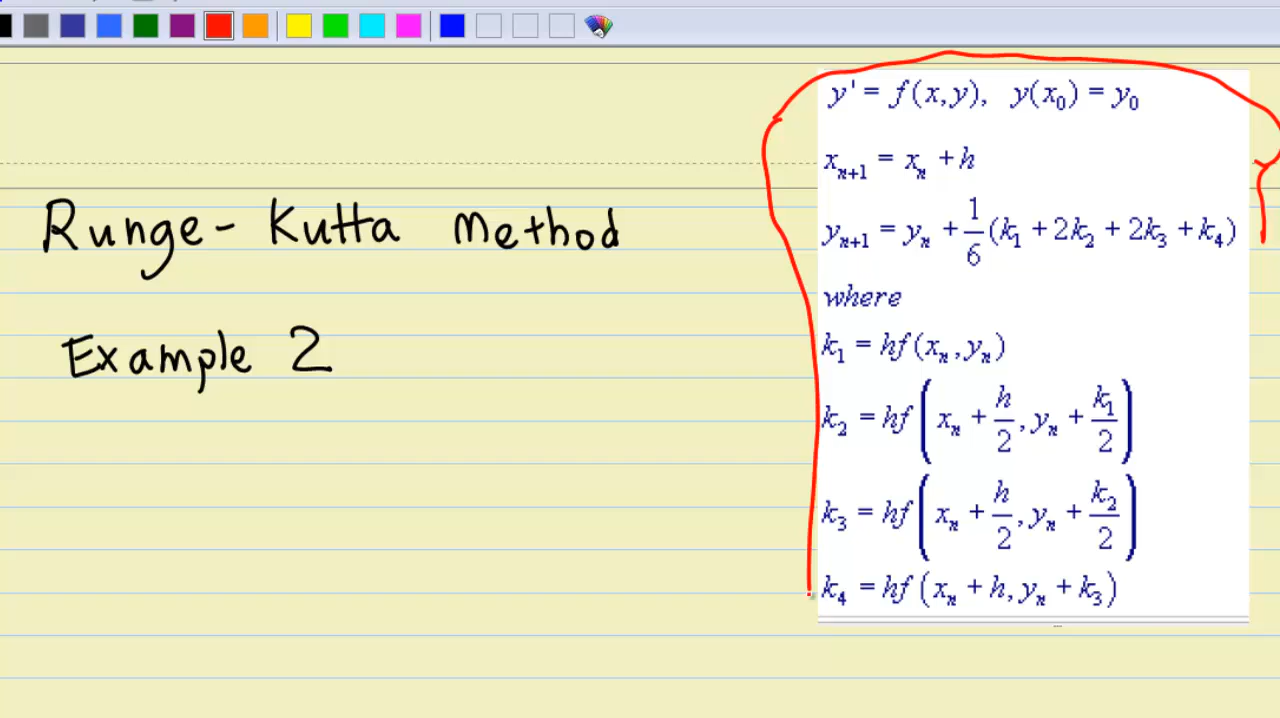 Runge-Kutta Method
Example 2
y' = f(x,y), y(x₀) = y₀
xₙ₊₁ = xₙ + h
yₙ₊₁ = yₙ + 1/6 (k₁ + 2k₂ + 2k₃ + k₄)
where
k₁ = hf(xₙ, yₙ)
k₂ = hf(xₙ + h/2, yₙ + k₁/2)
k₃ = hf(xₙ + h/2, yₙ + k₂/2)
k₄ = hf(xₙ + h, yₙ + k₃)